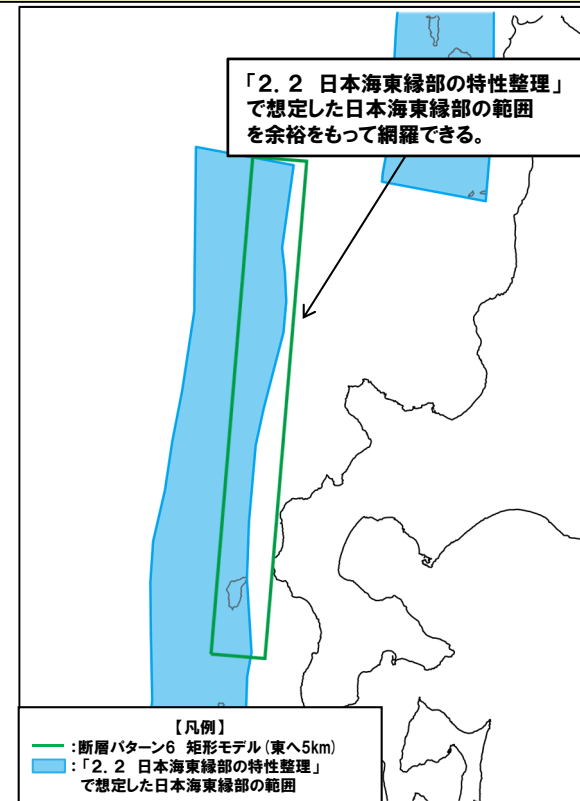 「2.2 日本海東縁部の特性整理」
で想定した日本海東縁部の範囲
を余裕をもって網羅できる。
【凡例】
:断層パターン6 矩形モデル(東へ5km)
:「2.2 日本海東縁部の特性整理」
で想定した日本海東縁部の範囲